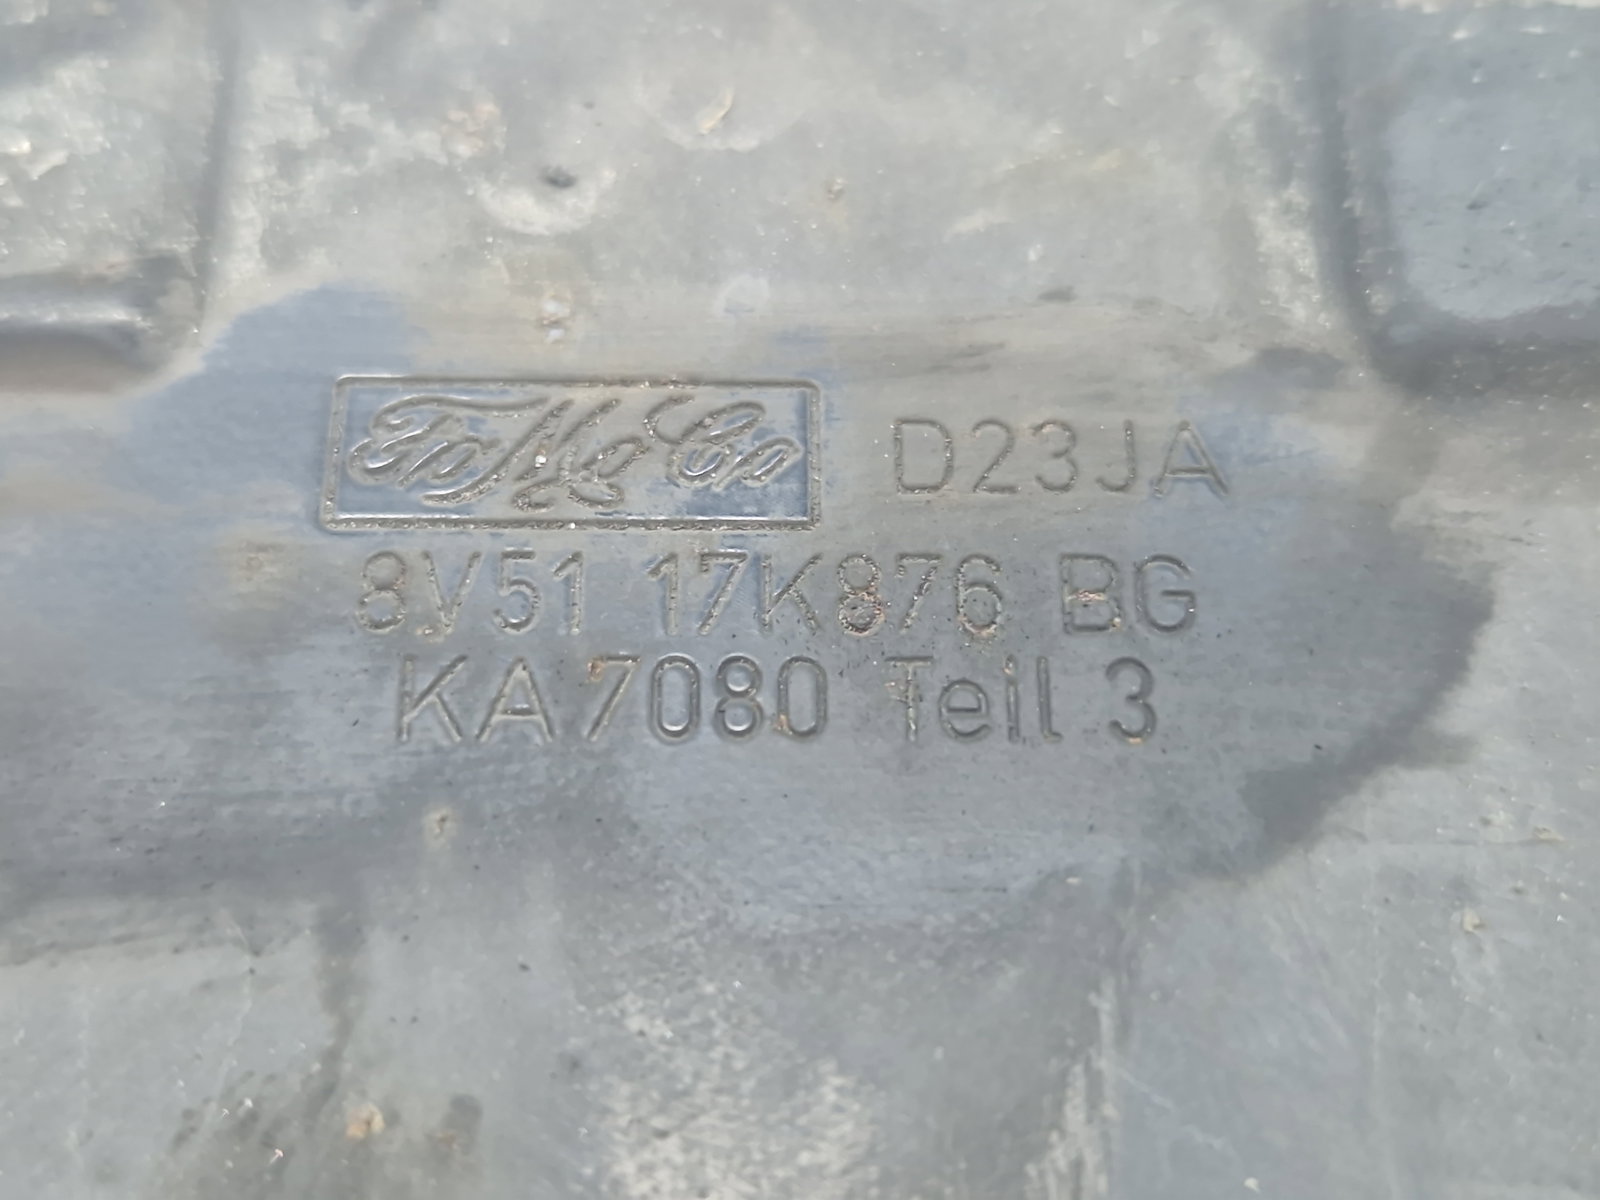 FoMoCo D23JA
8V51 17K876 BG
KA7080 Teil 3